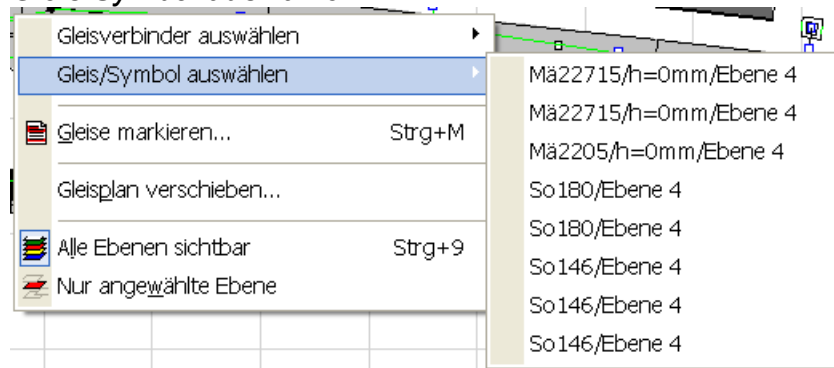 Gleisverbinder auswählen
Gleis/Symbol auswählen
Gleise markieren... Strg+M
Gleisplan verschieben...
Alle Ebenen sichtbar Strg+9
Nur angewählte Ebene
Mä22715/h=0mm/Ebene 4
Mä22715/h=0mm/Ebene 4
Mä2205/h=0mm/Ebene 4
So180/Ebene 4
So180/Ebene 4
So146/Ebene 4
So146/Ebene 4
So146/Ebene 4